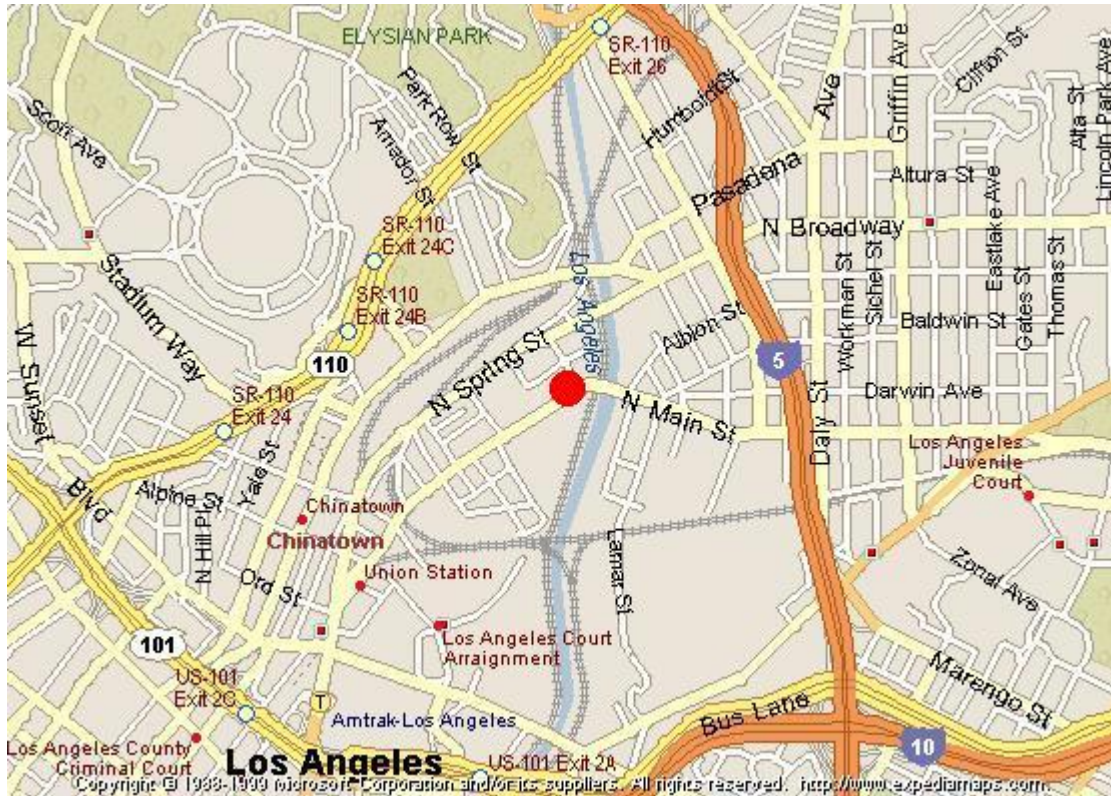 ELYSIAN PARK
SR-110
Exit 26
Scott Ave
Park Row St
Amador St
Humboldt St
Pasadena
Ave
Griffin Ave
Clifton St
Alta St
Lincoln Park Ave
Altura St
N Broadway
SR-110
Exit 24C
SR-110
Exit 24B
Stadium Way
W Sunset
Blvd
110
SR-110
Exit 24
N Spring St
Los Angeles
Albion St
5
Workman St
Sichel St
Eastlake Ave
Gates St
Thomas St
Baldwin St
Darwin Ave
Daly St
N Main St
Los Angeles
Juvenile
Court
Alpine St
Yale St
N Hill Pl
Chinatown
Chinatown
Union Station
Ord St
Lamar St
Zonal Ave
Los Angeles Court
Arraignment
101
US-101
Exit 2C
T
Amtrak-Los Angeles
Bus Lane
Marengo St
10
Los Angeles County
Criminal Court
Los Angeles
US-101 Exit 2A
Copyright © 1988-1999 Microsoft Corporation and/or its suppliers. All rights reserved. http://www.expediamaps.com.